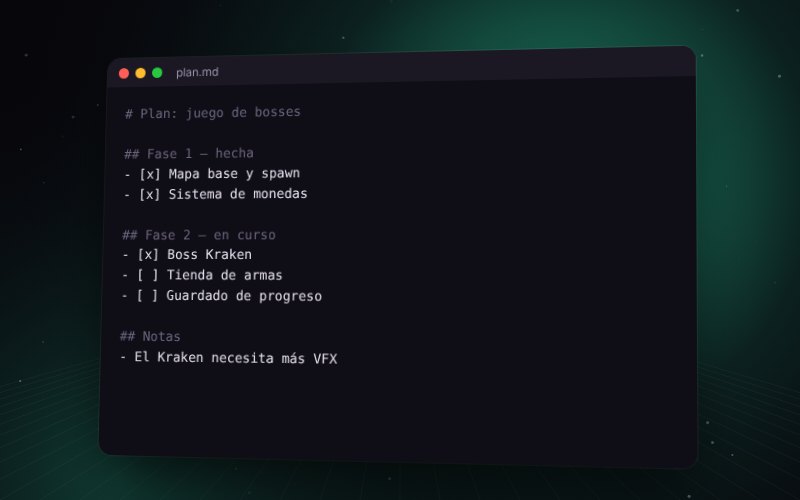 plan.md
# Plan: juego de bosses
## Fase 1 — hecha
- [x] Mapa base y spawn
- [x] Sistema de monedas
## Fase 2 — en curso
- [x] Boss Kraken
- [ ] Tienda de armas
- [ ] Guardado de progreso
## Notas
- El Kraken necesita más VFX